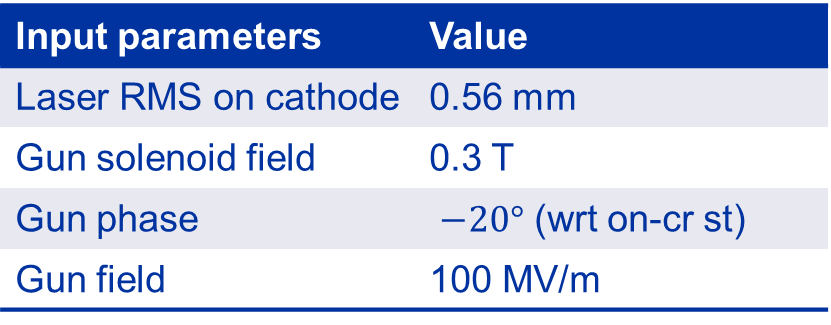 Input parameters Value
Laser RMS on cathode 0.56 mm
Gun solenoid field 0.3 T
Gun phase −20° (wrt on-cr st)
Gun field 100 MV/m